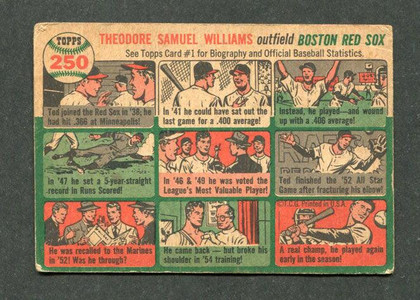 TOPPS
250
THEODORE SAMUEL WILLIAMS outfield BOSTON RED SOX
See Topps Card #1 for Biography and Official Baseball Statistics.
Ted joined the Red Sox in '38; he
had hit .366 at Minneapolis!
In '41 he could have sat out the
last game for a .400 average!
Instead, he played—and wound
up with a .406 average!
In '47 he set a 5-year-straight
record in Runs Scored!
In '46 & '49 he was voted the
League's Most Valuable Player!
Ted finished the '52 All Star
Game after fracturing his elbow!
He was recalled to the Marines
in '52! Was he through?
He came back — but broke his
shoulder in '54 training!
©T.C.G. Printed in U.S.A.
A real champ, he played again
early in the season!